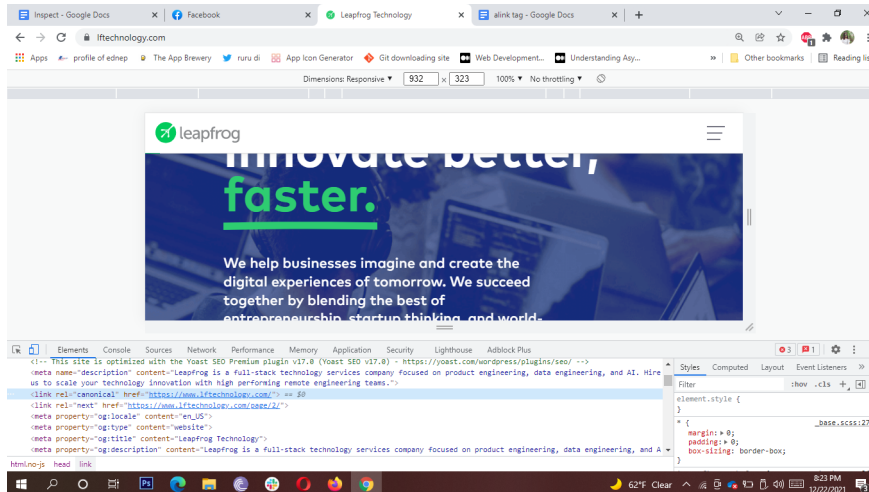 Inspect - Google Docs
Facebook
Leapfrog Technology
alink tag - Google Docs
lftechnology.com
Apps
profile of ednep
The App Brewery
ruru di
App Icon Generator
Git downloading site
Web Development...
Understanding Asy...
»
Other bookmarks
Reading lis
Dimensions: Responsive ▼ 932 x 323 100% ▼ No throttling ▼
leapfrog
Innovate better,
faster.
We help businesses imagine and create the
digital experiences of tomorrow. We succeed
together by blending the best of
entrepreneurship, startup thinking, and world-
Elements Console Sources Network Performance Memory Application Security Lighthouse Adblock Plus
3 1
<!-- This site is optimized with the Yoast SEO Premium plugin v17.0 (Yoast SEO v17.0) - https://yoast.com/wordpress/plugins/seo/ -->
<meta name="description" content="Leapfrog is a full-stack technology services company focused on product engineering, data engineering, and AI. Hire
us to scale your technology innovation with high performing remote engineering teams.">
<link rel="canonical" href="https://www.lftechnology.com/"> == $0
<link rel="next" href="https://www.lftechnology.com/page/2/">
<meta property="og:locale" content="en_US">
<meta property="og:type" content="website">
<meta property="og:title" content="Leapfrog Technology">
<meta property="og:description" content="Leapfrog is a full-stack technology services company focused on product engineering, data engineering, and A
html.no-js head link
Styles Computed Layout Event Listeners »
Filter :hov .cls +
element.style {
}
* { _base.scss:27
margin: ▸ 0;
padding: ▸ 0;
box-sizing: border-box;
}
Ps
62°F Clear
8:23 PM
12/22/2021
3